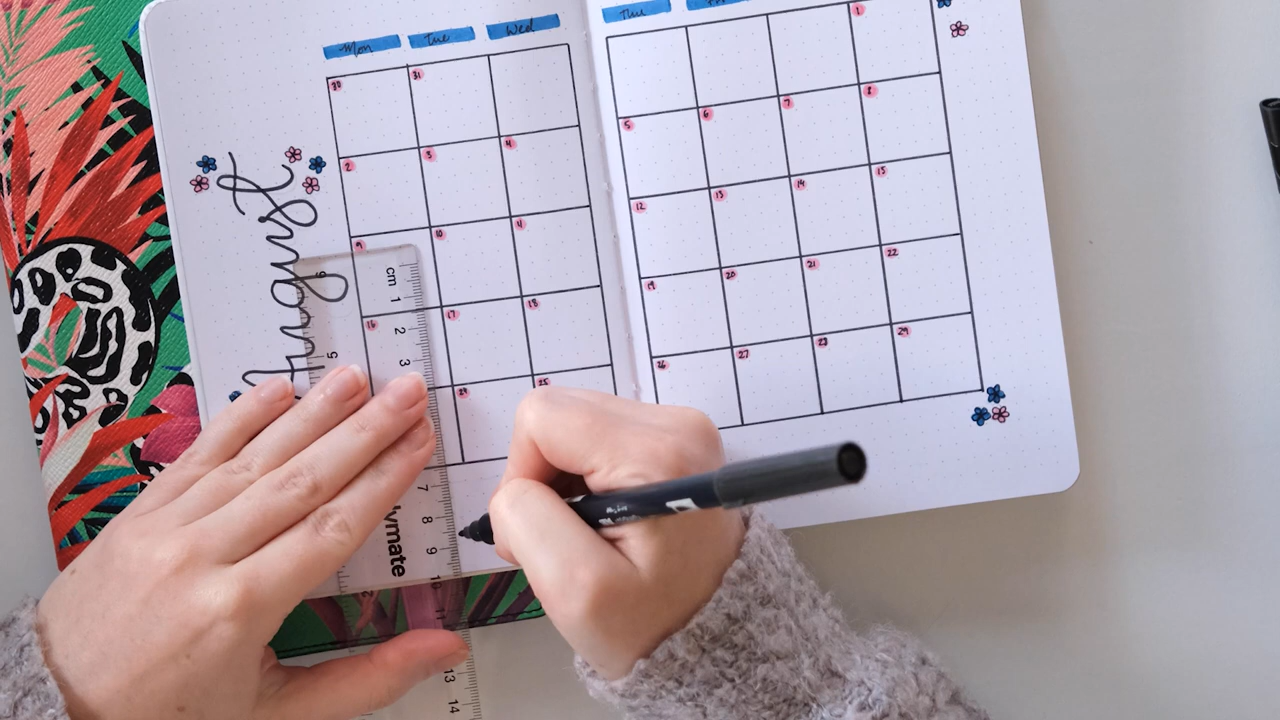 Mon Tue Wed Thu
August
30 31 1
2 3 4 5 6 7 8
9 10 11 12 13 14 15
16 17 18 19 20 21 22
24 25 26 27 28 29
cm 1 2 3 7 8 9 10 11 13 14
6 5
lymate